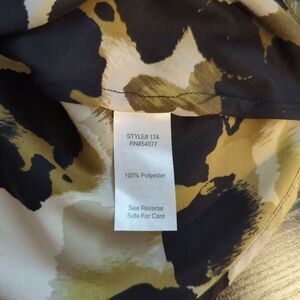 STYLE# 174
RN#54077
100% Polyester
See Reverse
Side For Care